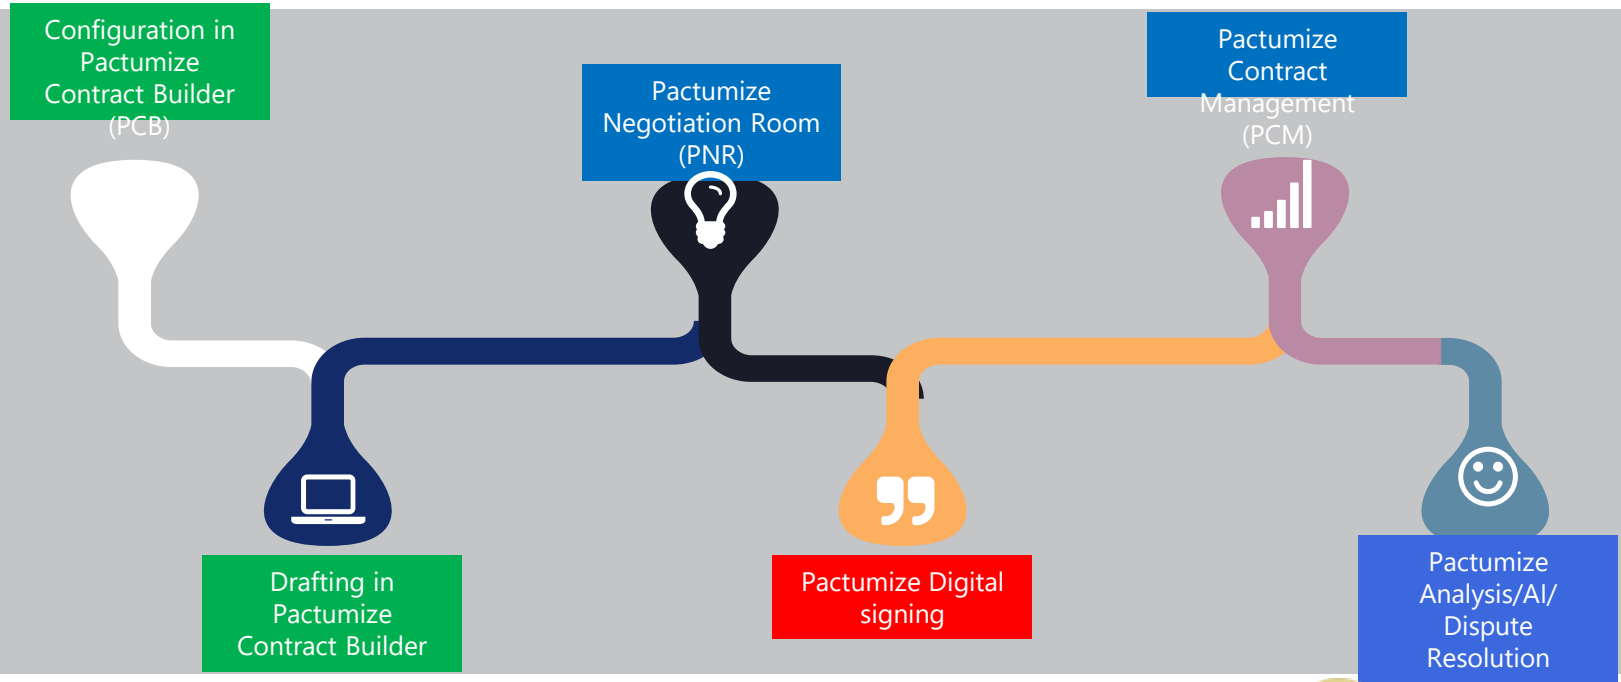 Configuration in
Pactumize
Contract Builder
(PCB)
Drafting in
Pactumize
Contract Builder
Pactumize
Negotiation Room
(PNR)
Pactumize Digital
signing
Pactumize
Contract
Management
(PCM)
Pactumize
Analysis/AI/
Dispute
Resolution